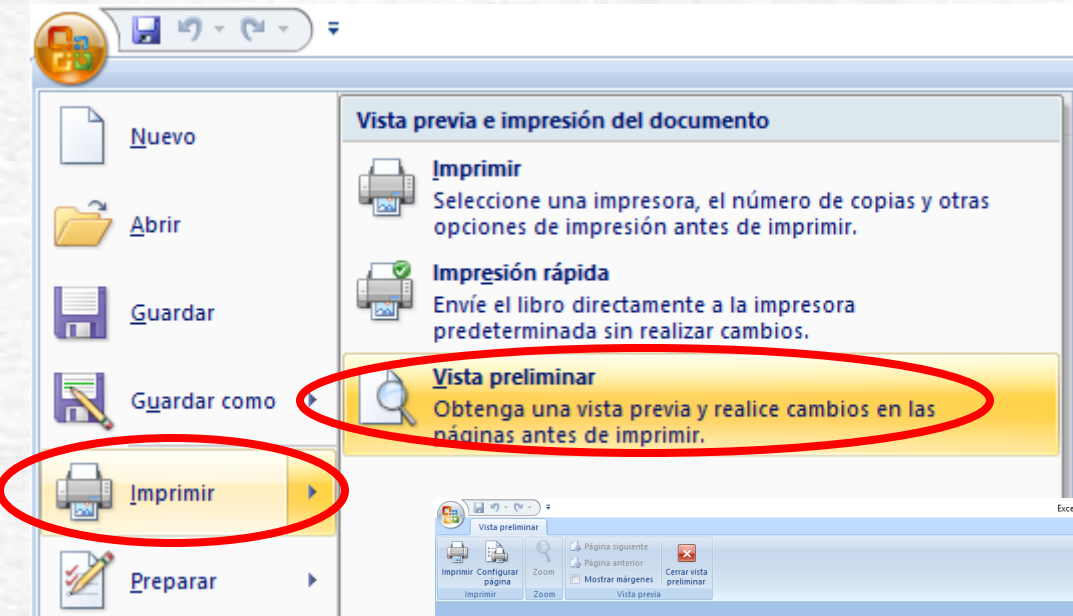 Nuevo
Abrir
Guardar
Guardar como
Imprimir
Preparar
Vista previa e impresión del documento
Imprimir
Seleccione una impresora, el número de copias y otras
opciones de impresión antes de imprimir.
Impresión rápida
Envíe el libro directamente a la impresora
predeterminada sin realizar cambios.
Vista preliminar
Obtenga una vista previa y realice cambios en las
páginas antes de imprimir.
Exce
Vista preliminar
Imprimir
Configurar
página
Zoom
Página siguiente
Página anterior
Mostrar márgenes
Cerrar vista
preliminar
Imprimir
Zoom
Vista previa